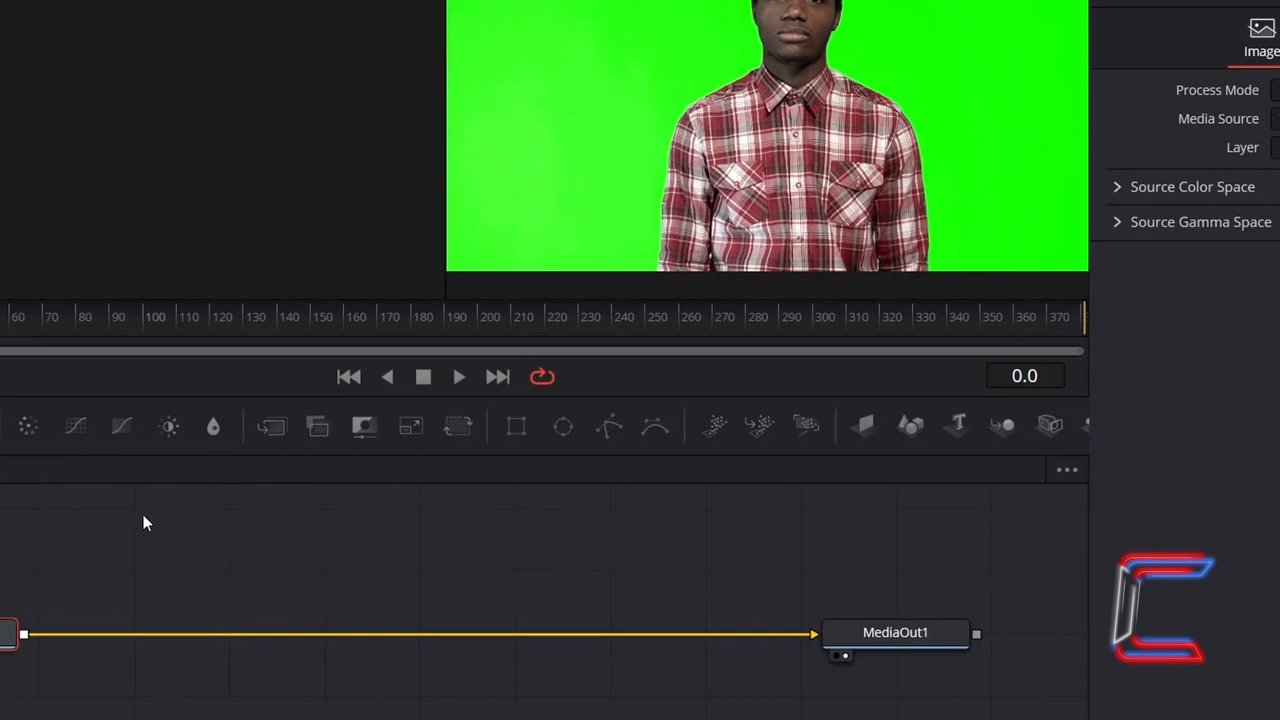 Image
Process Mode
Media Source
Layer
Source Color Space
Source Gamma Space
60 70 80 90 100 110 120 130 140 150 160 170 180 190 200 210 220 230 240 250 260 270 280 290 300 310 320 330 340 350 360 370
0.0
T
MediaOut1
C